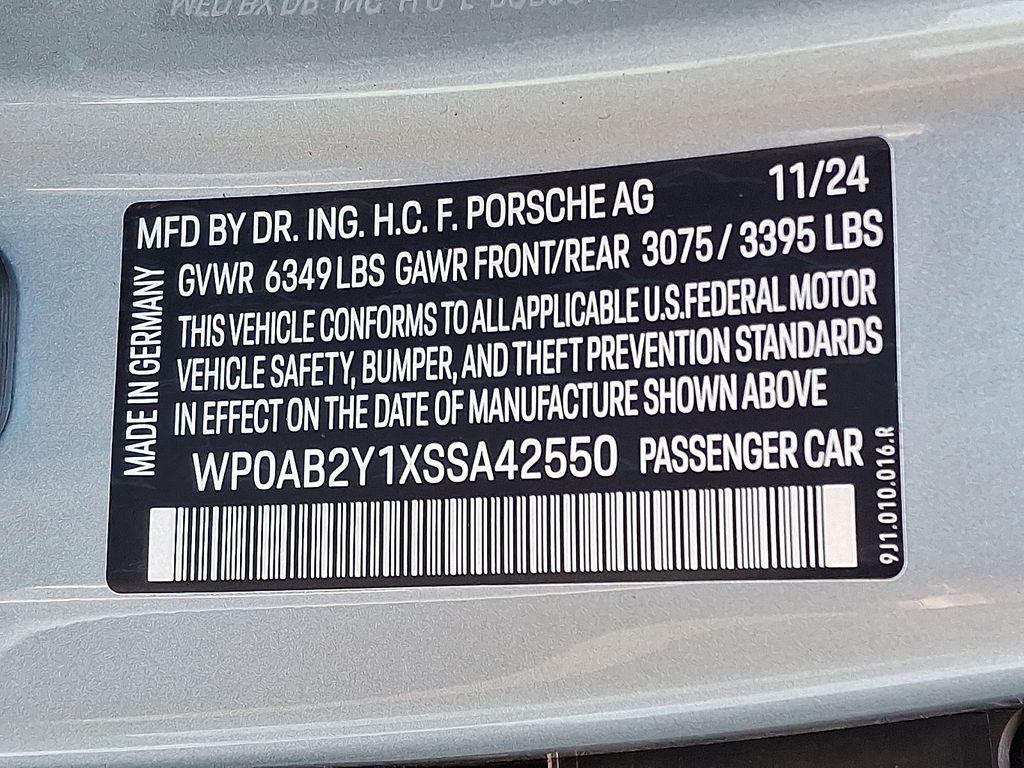 MFD BY DR. ING. H.C. F. PORSCHE AG 11/24
GVWR 6349 LBS GAWR FRONT/REAR 3075 / 3395 LBS
THIS VEHICLE CONFORMS TO ALL APPLICABLE U.S.FEDERAL MOTOR
VEHICLE SAFETY, BUMPER, AND THEFT PREVENTION STANDARDS
IN EFFECT ON THE DATE OF MANUFACTURE SHOWN ABOVE
WP0AB2Y1XSSA42550 PASSENGER CAR
MADE IN GERMANY
9J1.010.016.R